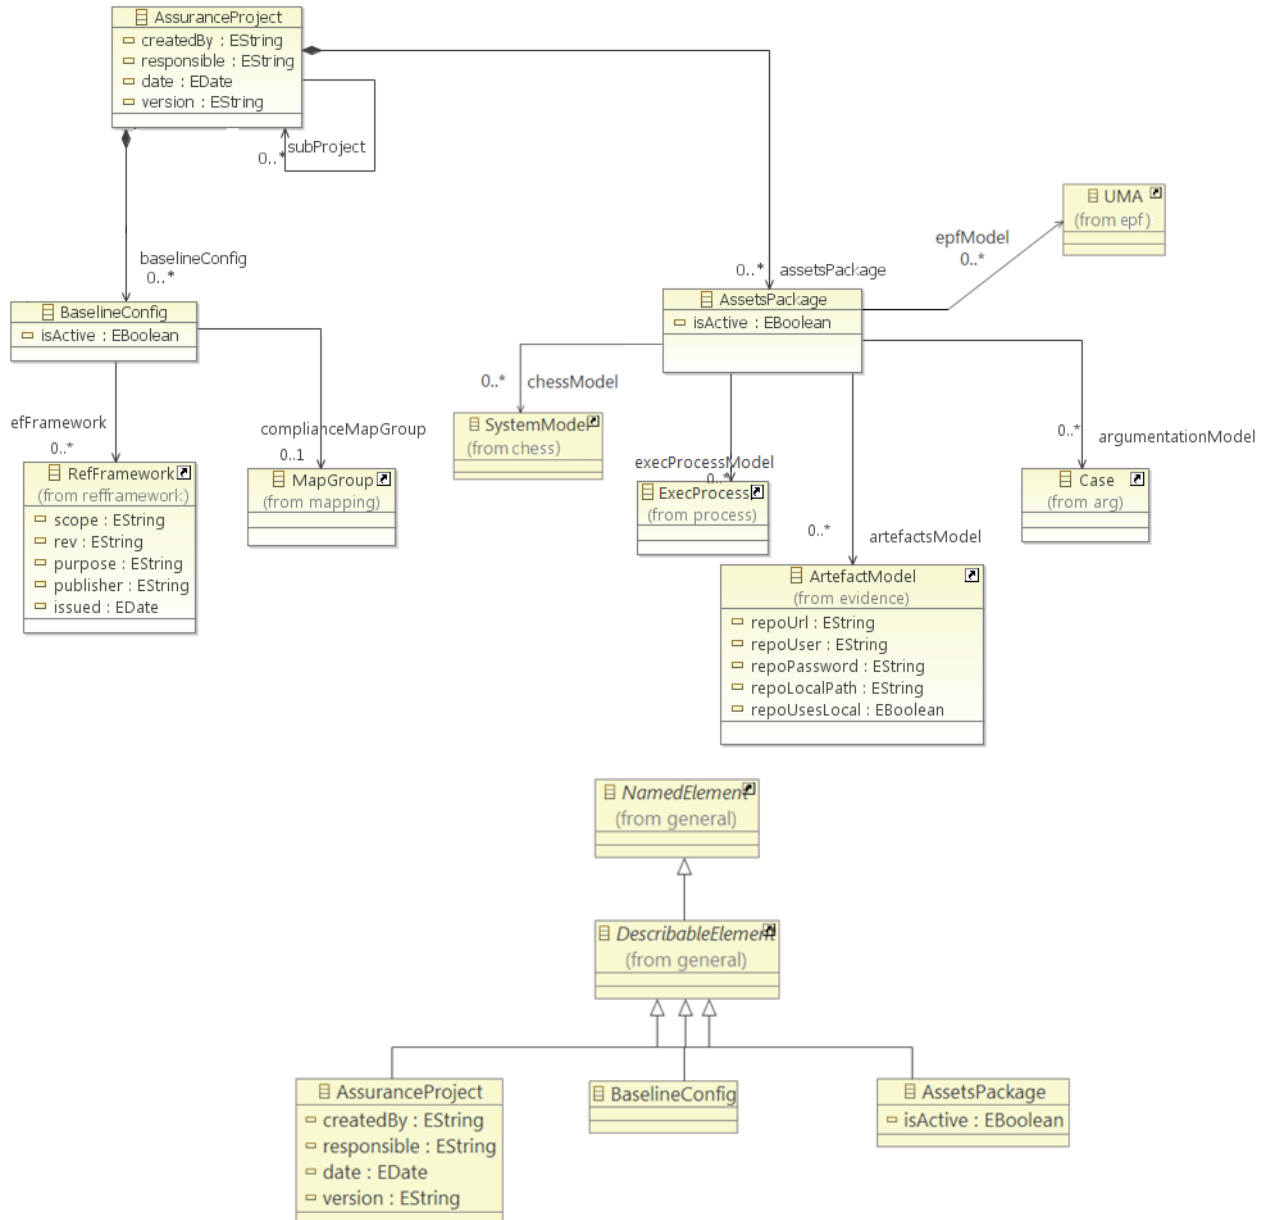 AssuranceProject
createdBy : EString
responsible : EString
date : EDate
version : EString
subProject
0..*
baselineConfig
0..*
0..*
assetsPackage
epfModel
0..*
UMA
(from epf)
BaselineConfig
isActive : EBoolean
AssetsPackage
isActive : EBoolean
efFramework
0..*
complianceMapGroup
0..1
0..*
chessModel
SystemModel
(from chess)
execProcessModel
0..*
0..*
argumentationModel
RefFramework
(from refframework)
scope : EString
rev : EString
purpose : EString
publisher : EString
issued : EDate
MapGroup
(from mapping)
ExecProcess
(from process)
Case
(from arg)
0..*
artefactsModel
ArtefactModel
(from evidence)
repoUrl : EString
repoUser : EString
repoPassword : EString
repoLocalPath : EString
repoUsesLocal : EBoolean
NamedElement
(from general)
DescribableElement
(from general)
AssuranceProject
createdBy : EString
responsible : EString
date : EDate
version : EString
BaselineConfig
AssetsPackage
isActive : EBoolean